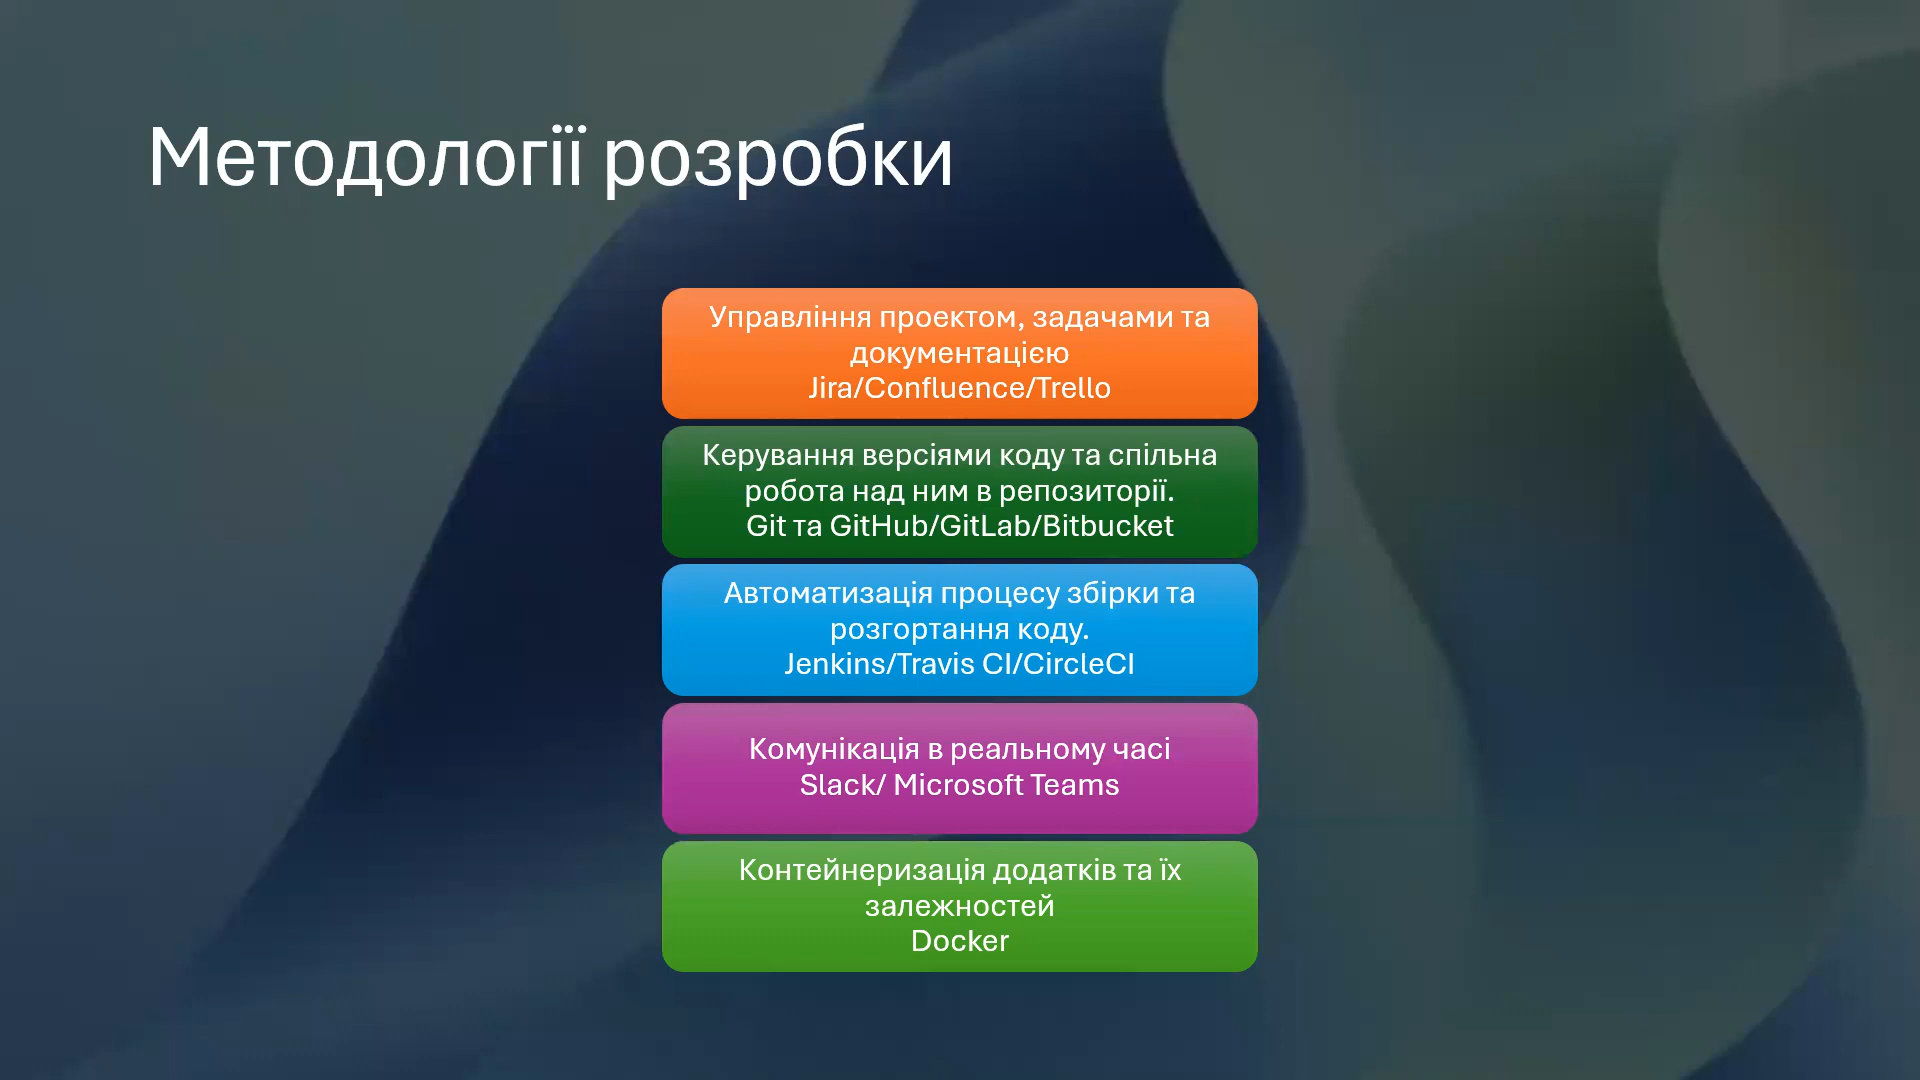 Методології розробки
Управління проектом, задачами та
документацією
Jira/Confluence/Trello
Керування версіями коду та спільна
робота над ним в репозиторії.
Git та GitHub/GitLab/Bitbucket
Автоматизація процесу збірки та
розгортання коду.
Jenkins/Travis CI/CircleCI
Комунікація в реальному часі
Slack/ Microsoft Teams
Контейнеризація додатків та їх
залежностей
Docker